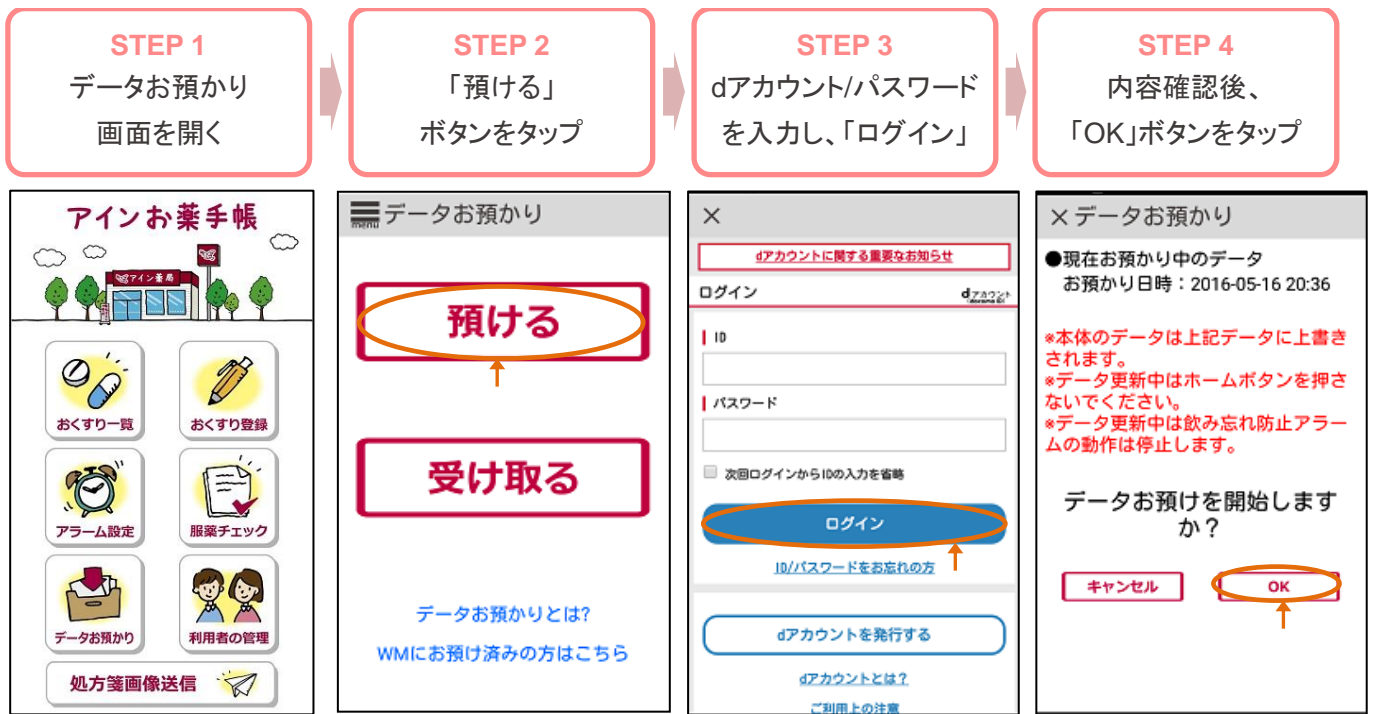 STEP 1
データお預かり
画面を開く
STEP 2
「預ける」
ボタンをタップ
STEP 3
dアカウント/パスワード
を入力し、「ログイン」
STEP 4
内容確認後、
「OK」ボタンをタップ
アインお薬手帳
アイン薬局
おくすり一覧
おくすり登録
アラーム設定
服薬チェック
データお預かり
利用者の管理
処方箋画像送信
menu
データお預かり
預ける
受け取る
データお預かりとは?
WMにお預け済みの方はこちら
×
dアカウントに関する重要なお知らせ
ログイン
dアカウント
ID
パスワード
次回ログインからIDの入力を省略
ログイン
ID/パスワードをお忘れの方
dアカウントを発行する
dアカウントとは?
ご利用上の注意
×データお預かり
●現在お預かり中のデータ
お預かり日時:2016-05-16 20:36
※本体のデータは上記データに上書き
されます。
※データ更新中はホームボタンを押さ
ないでください。
※データ更新中は飲み忘れ防止アラー
ムの動作は停止します。
データお預けを開始します
か?
キャンセル
OK